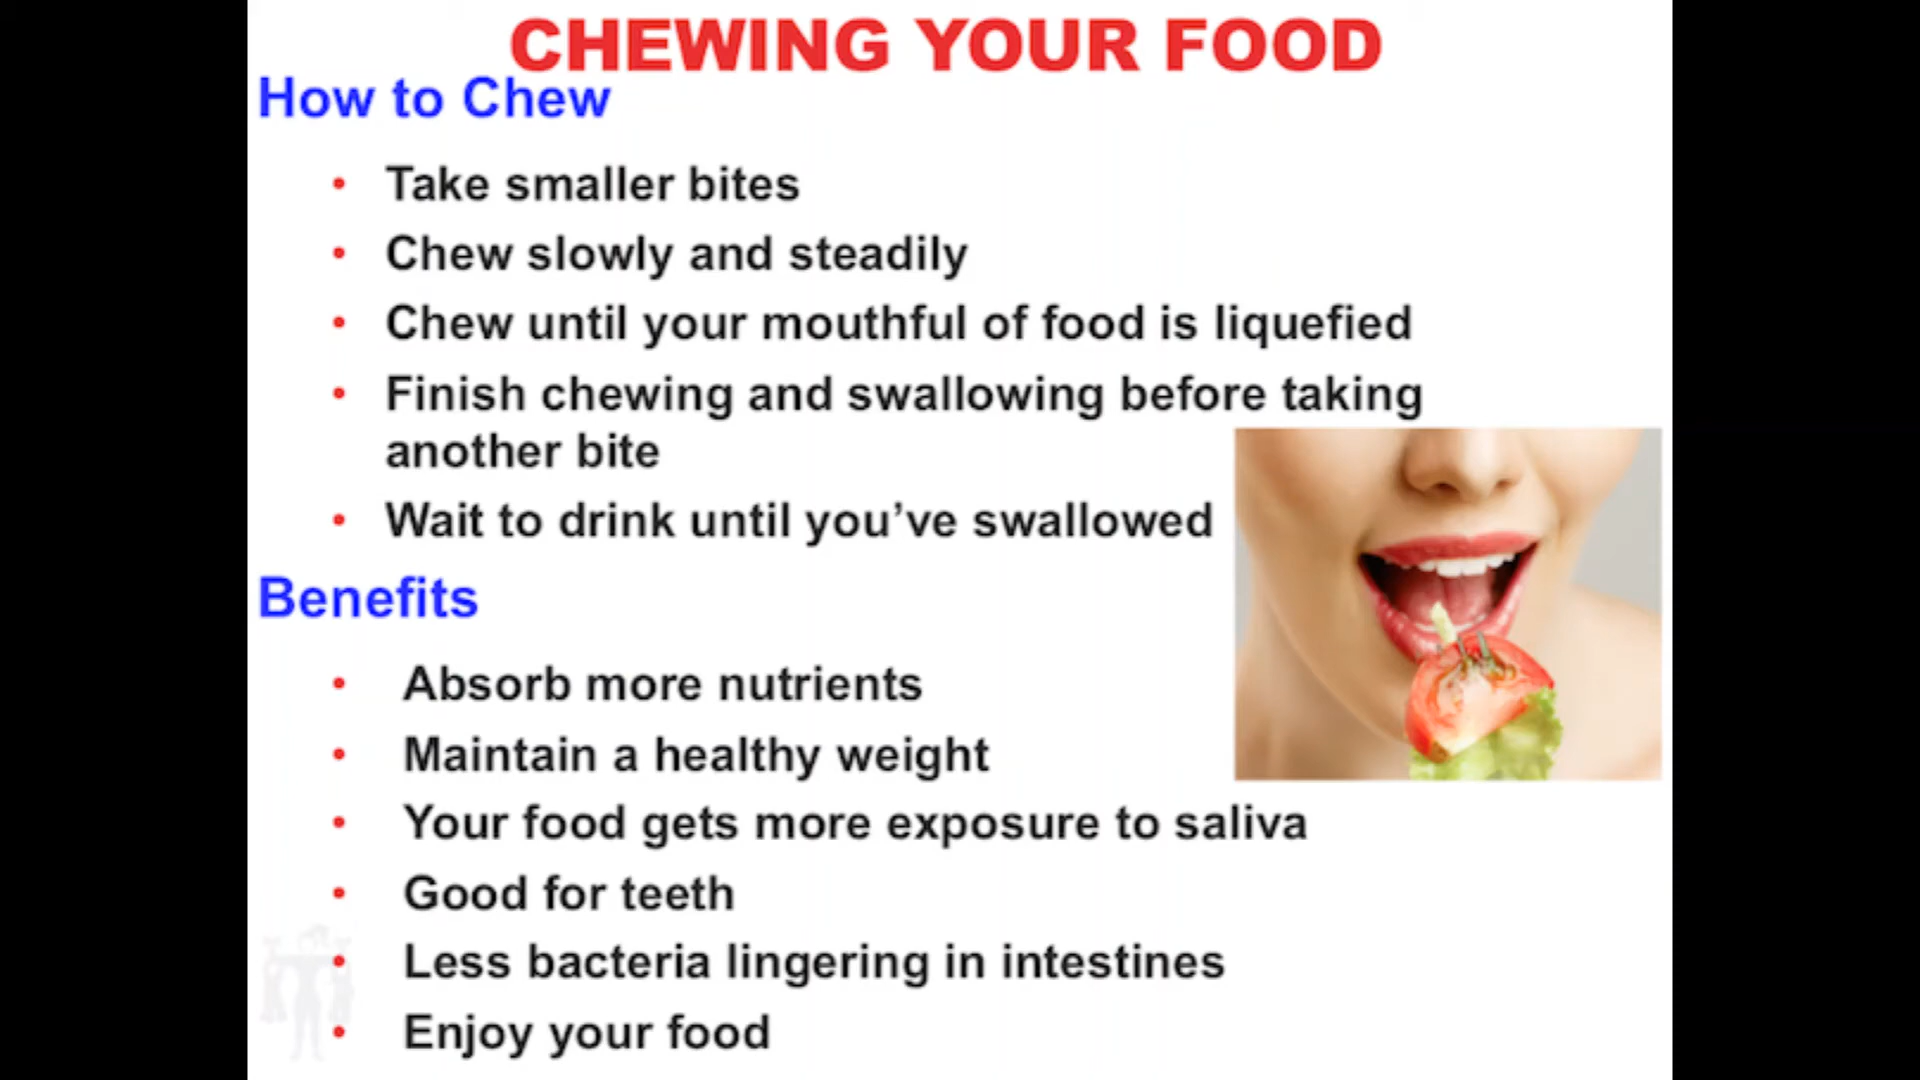 CHEWING YOUR FOOD
How to Chew
• Take smaller bites
• Chew slowly and steadily
• Chew until your mouthful of food is liquefied
• Finish chewing and swallowing before taking
another bite
• Wait to drink until you’ve swallowed
Benefits
• Absorb more nutrients
• Maintain a healthy weight
• Your food gets more exposure to saliva
• Good for teeth
• Less bacteria lingering in intestines
• Enjoy your food